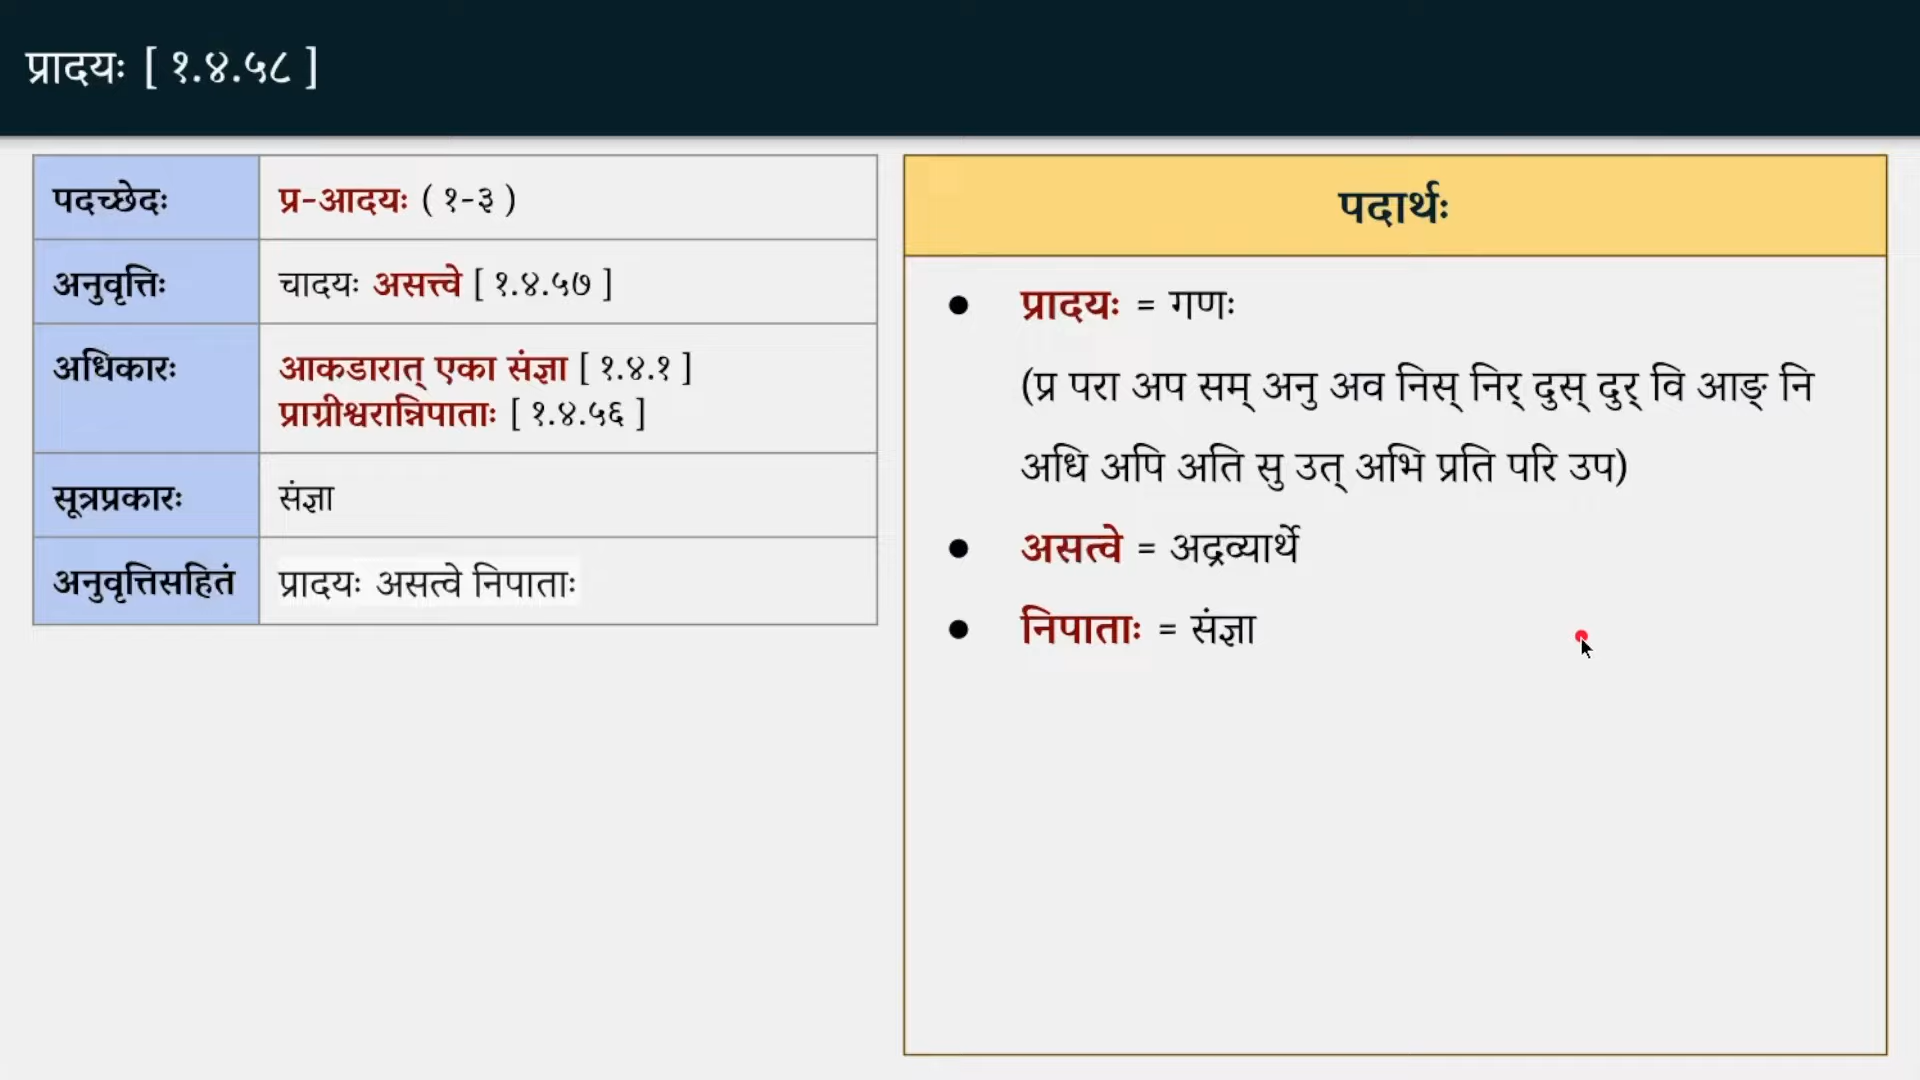 प्रादयः [ १.४.५८ ]
पदच्छेदः प्र-आदयः ( १-३ )
अनुवृत्तिः चादयः असत्त्वे [ १.४.५७ ]
अधिकारः आकडारात् एका संज्ञा [ १.४.१ ]
प्राग्रीश्वरान्निपाताः [ १.४.५६ ]
सूत्रप्रकारः संज्ञा
अनुवृत्तिसहितं प्रादयः असत्वे निपाताः
पदार्थः
● प्रादयः = गणः
(प्र परा अप सम् अनु अव निस् निर् दुस् दुर् वि आङ् नि
अधि अपि अति सु उत् अभि प्रति परि उप)
● असत्वे = अद्रव्यार्थे
● निपाताः = संज्ञा